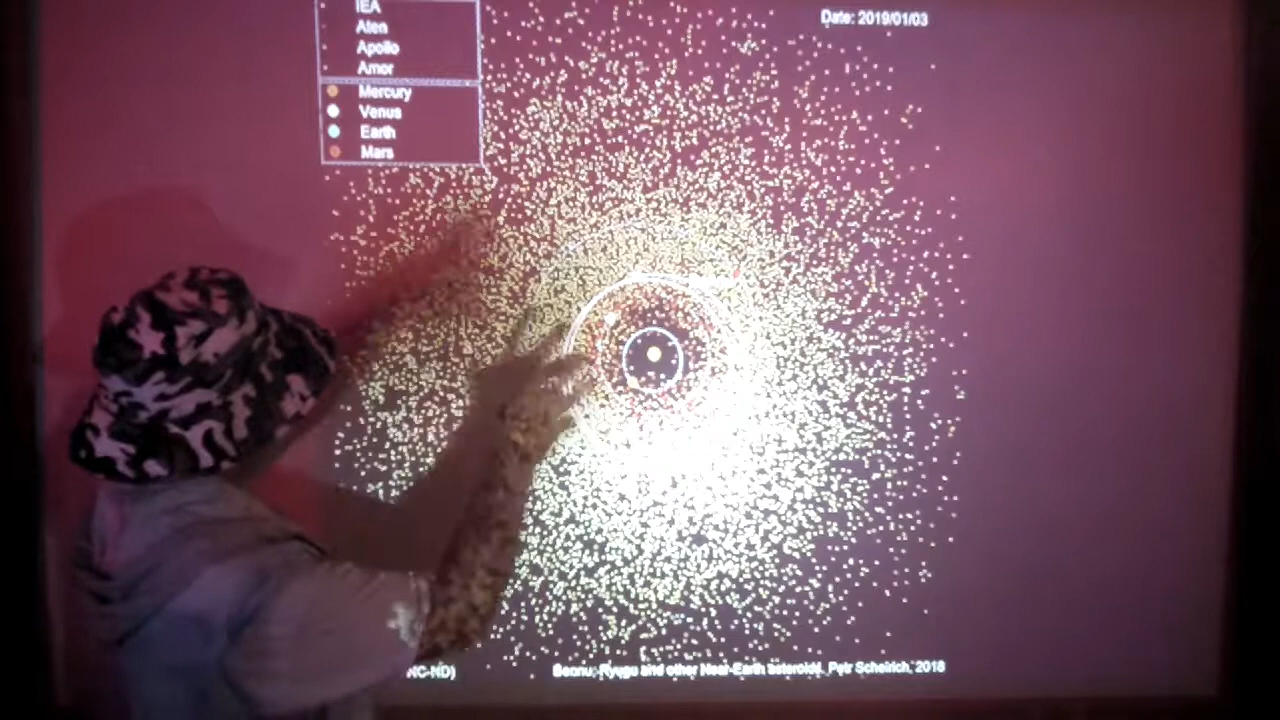 IEA
Aten
Apollo
Amor
Mercury
Venus
Earth
Mars
Date: 2019/01/03
NC-ND)
Bennu, Ryugu and other Near-Earth asteroids, Petr Scheirich, 2018